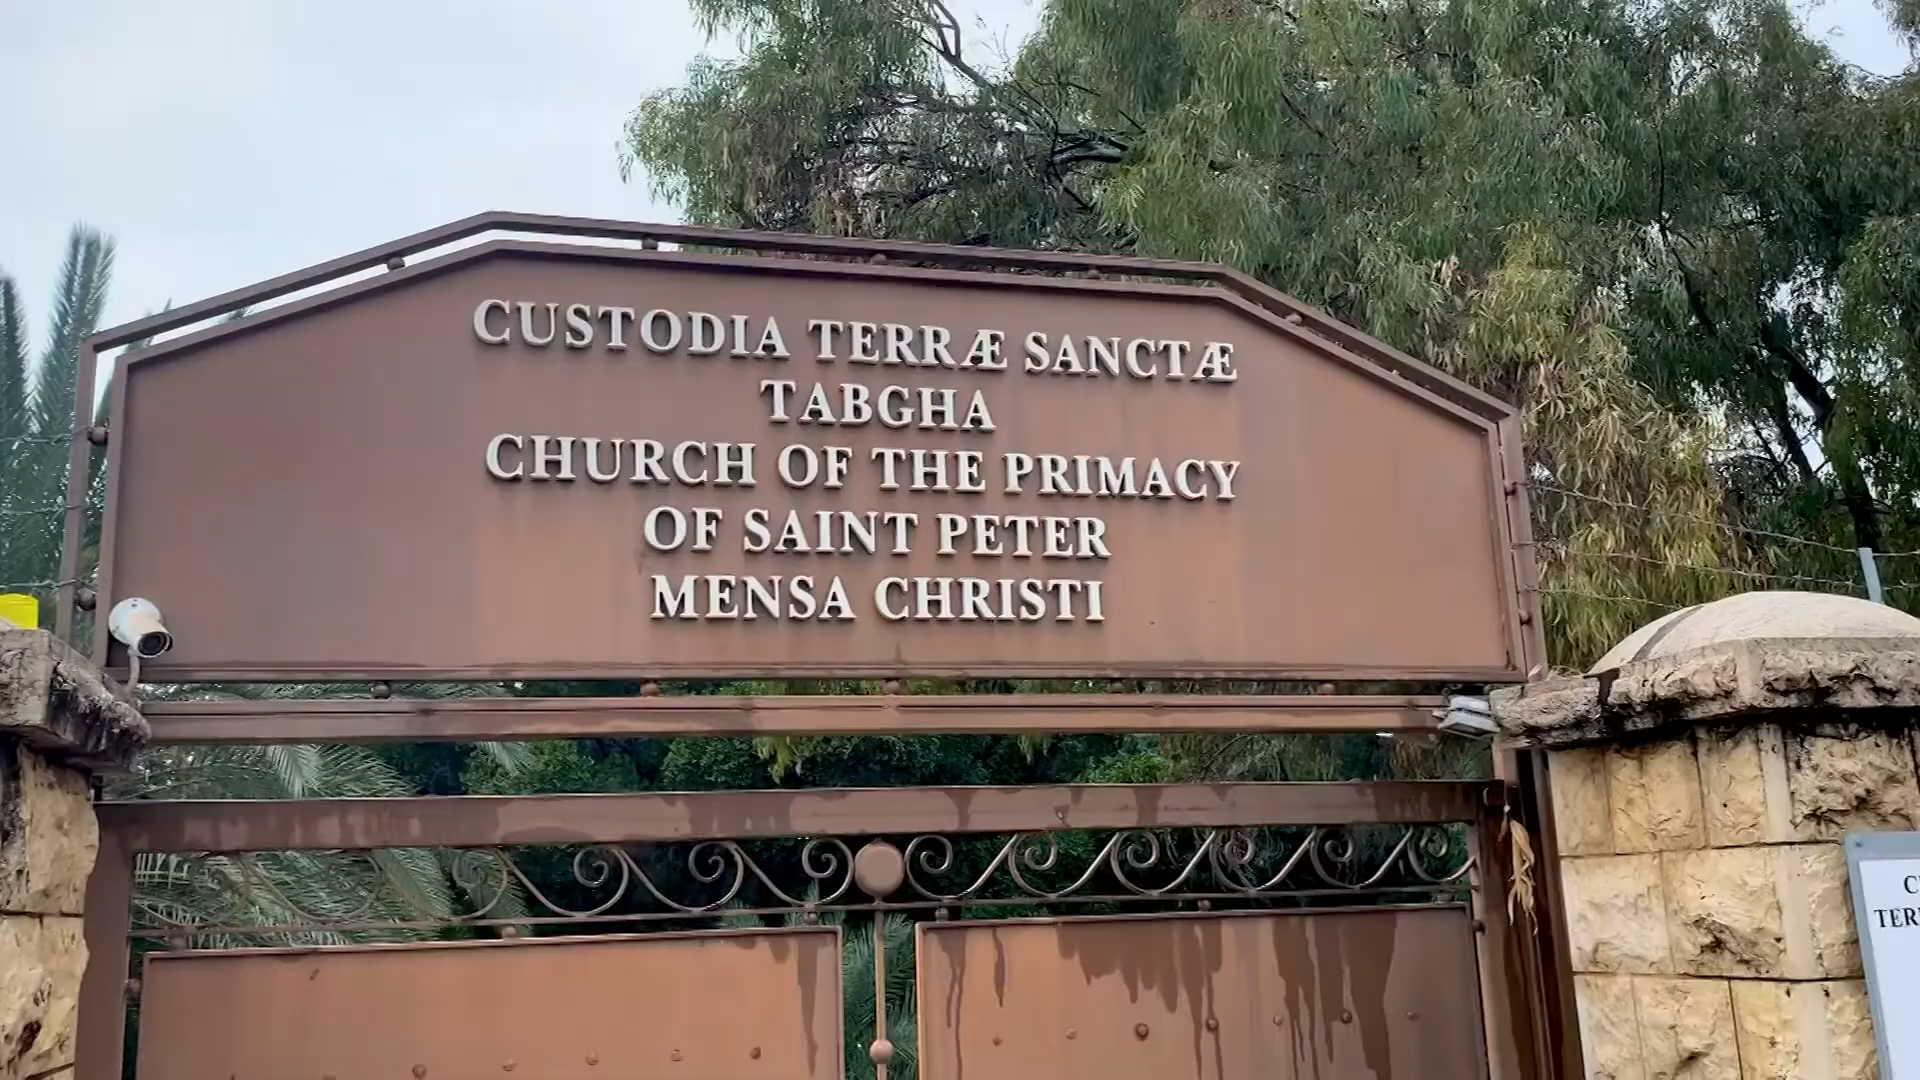 CUSTODIA TERRÆ SANCTÆ
TABGHA
CHURCH OF THE PRIMACY
OF SAINT PETER
MENSA CHRISTI